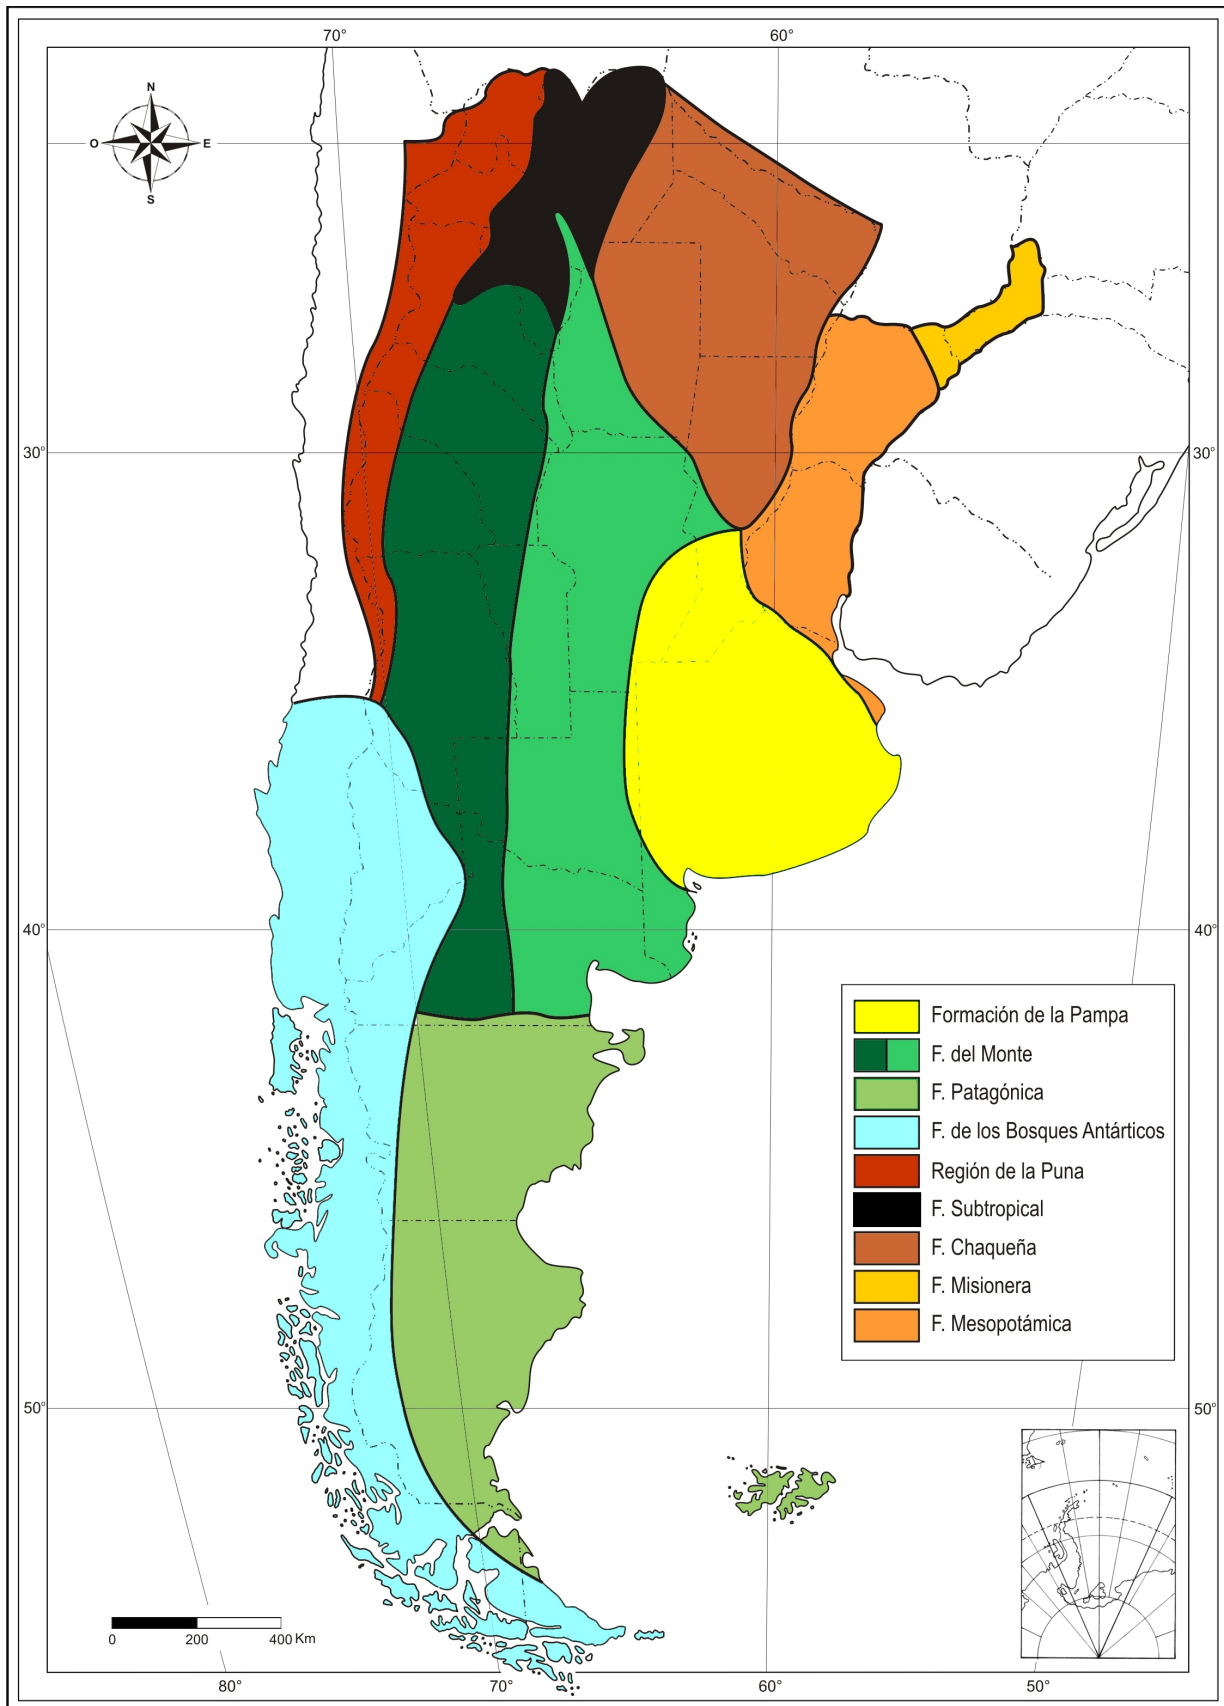 70°
60°
N
O
E
S
30°
30°
40°
40°
Formación de la Pampa
F. del Monte
F. Patagónica
F. de los Bosques Antárticos
Región de la Puna
F. Subtropical
F. Chaqueña
F. Misionera
F. Mesopotámica
50°
50°
0
200
400 Km
80°
70°
60°
50°